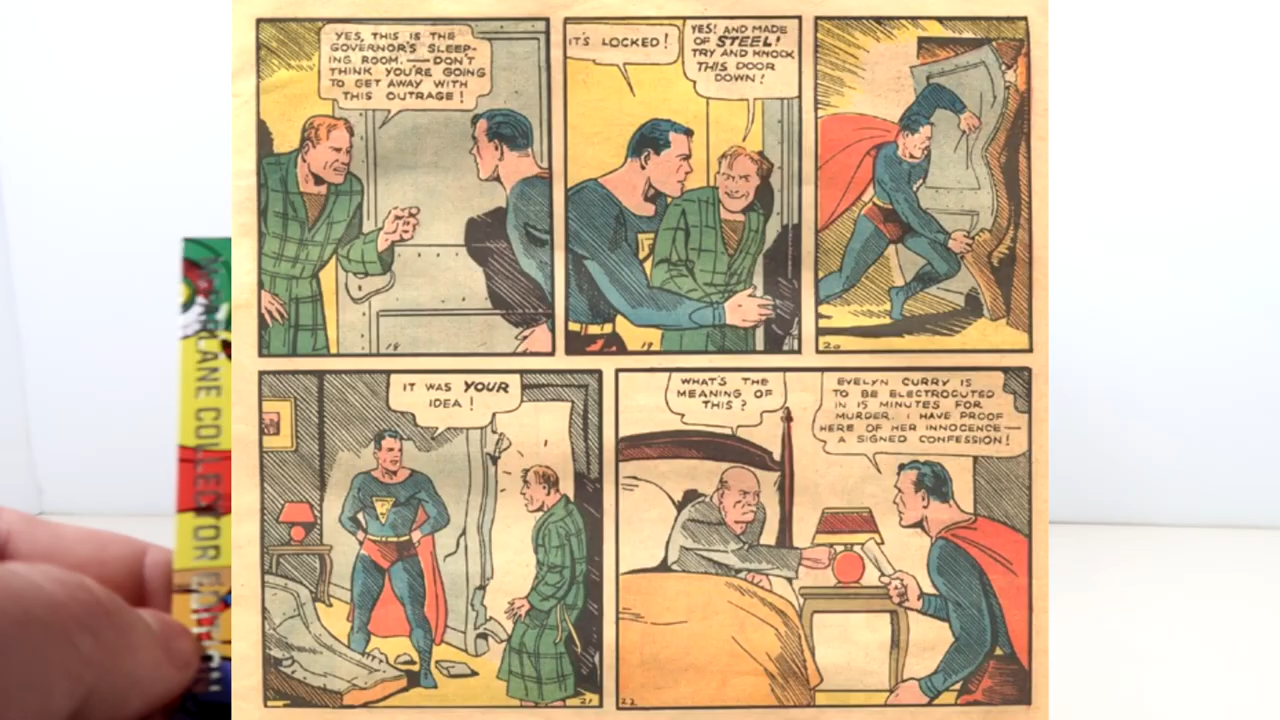 YES, THIS IS THE
GOVERNOR'S SLEEP-
ING ROOM. — DON'T
THINK YOU'RE GOING
TO GET AWAY WITH
THIS OUTRAGE!
18
IT'S LOCKED!
YES! AND MADE
OF STEEL!
TRY AND KNOCK
THIS DOOR
DOWN!
19
20
IT WAS YOUR
IDEA!
21
WHAT'S THE
MEANING OF
THIS?
EVELYN CURRY IS
TO BE ELECTROCUTED
IN 15 MINUTES FOR
MURDER. I HAVE PROOF
HERE OF HER INNOCENCE—
A SIGNED CONFESSION!
22
LANE COLLECTOR EDITION